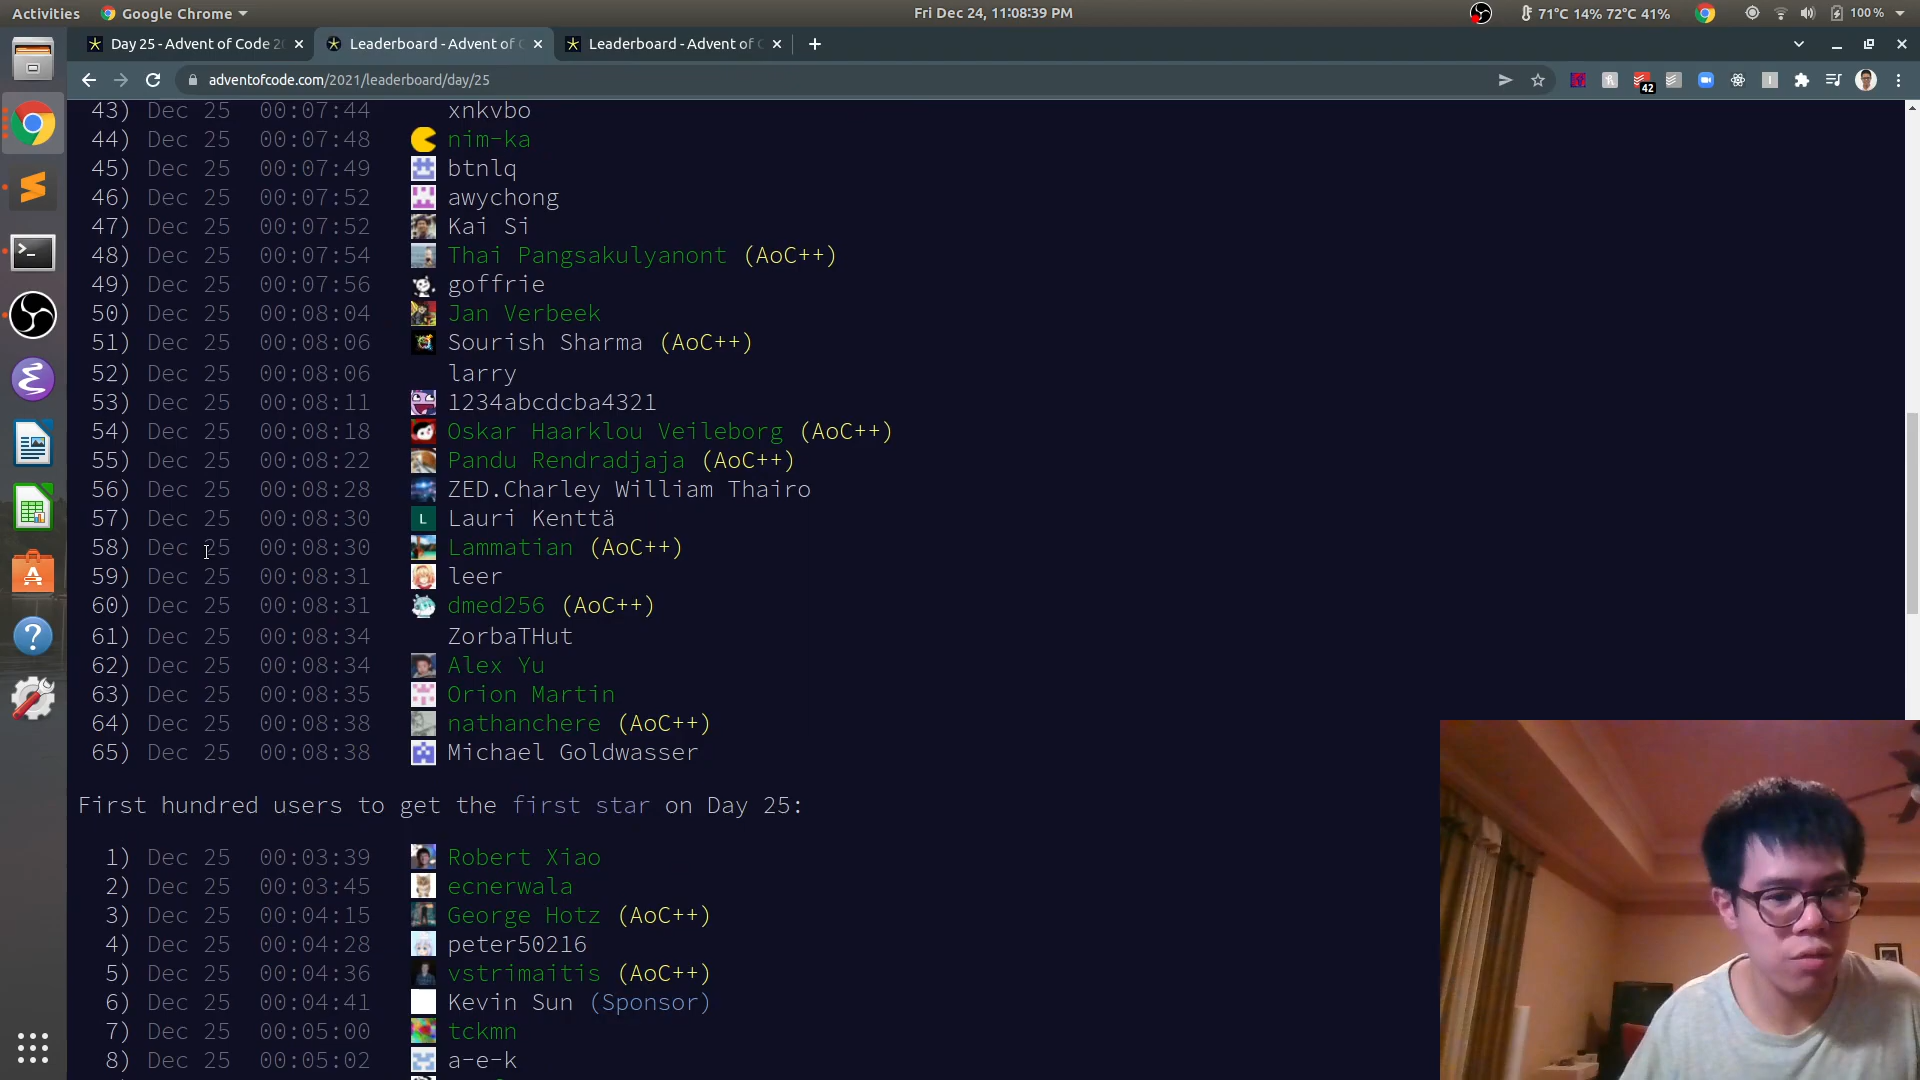 Activities Google Chrome Fri Dec 24, 11:08:39 PM 71°C 14% 72°C 41% 100 %
Day 25 - Advent of Code 20 Leaderboard - Advent of C Leaderboard - Advent of C
adventofcode.com/2021/leaderboard/day/25 42
43) Dec 25 00:07:44 xnkvbo
44) Dec 25 00:07:48 nim-ka
45) Dec 25 00:07:49 btnlq
46) Dec 25 00:07:52 awychong
47) Dec 25 00:07:52 Kai Si
48) Dec 25 00:07:54 Thai Pangsakulyanont (AoC++)
49) Dec 25 00:07:56 goffrie
50) Dec 25 00:08:04 Jan Verbeek
51) Dec 25 00:08:06 Sourish Sharma (AoC++)
52) Dec 25 00:08:06 larry
53) Dec 25 00:08:11 1234abcdcba4321
54) Dec 25 00:08:18 Oskar Haarklou Veileborg (AoC++)
55) Dec 25 00:08:22 Pandu Rendradjaja (AoC++)
56) Dec 25 00:08:28 ZED.Charley William Thairo
57) Dec 25 00:08:30 L Lauri Kenttä
58) Dec 25 00:08:30 Lammatian (AoC++)
59) Dec 25 00:08:31 leer
60) Dec 25 00:08:31 dmed256 (AoC++)
61) Dec 25 00:08:34 ZorbaTHut
62) Dec 25 00:08:34 Alex Yu
63) Dec 25 00:08:35 Orion Martin
64) Dec 25 00:08:38 nathanchere (AoC++)
65) Dec 25 00:08:38 Michael Goldwasser
First hundred users to get the first star on Day 25:
1) Dec 25 00:03:39 Robert Xiao
2) Dec 25 00:03:45 ecnerwala
3) Dec 25 00:04:15 George Hotz (AoC++)
4) Dec 25 00:04:28 peter50216
5) Dec 25 00:04:36 vstrimaitis (AoC++)
6) Dec 25 00:04:41 Kevin Sun (Sponsor)
7) Dec 25 00:05:00 tckmn
8) Dec 25 00:05:02 a-e-k